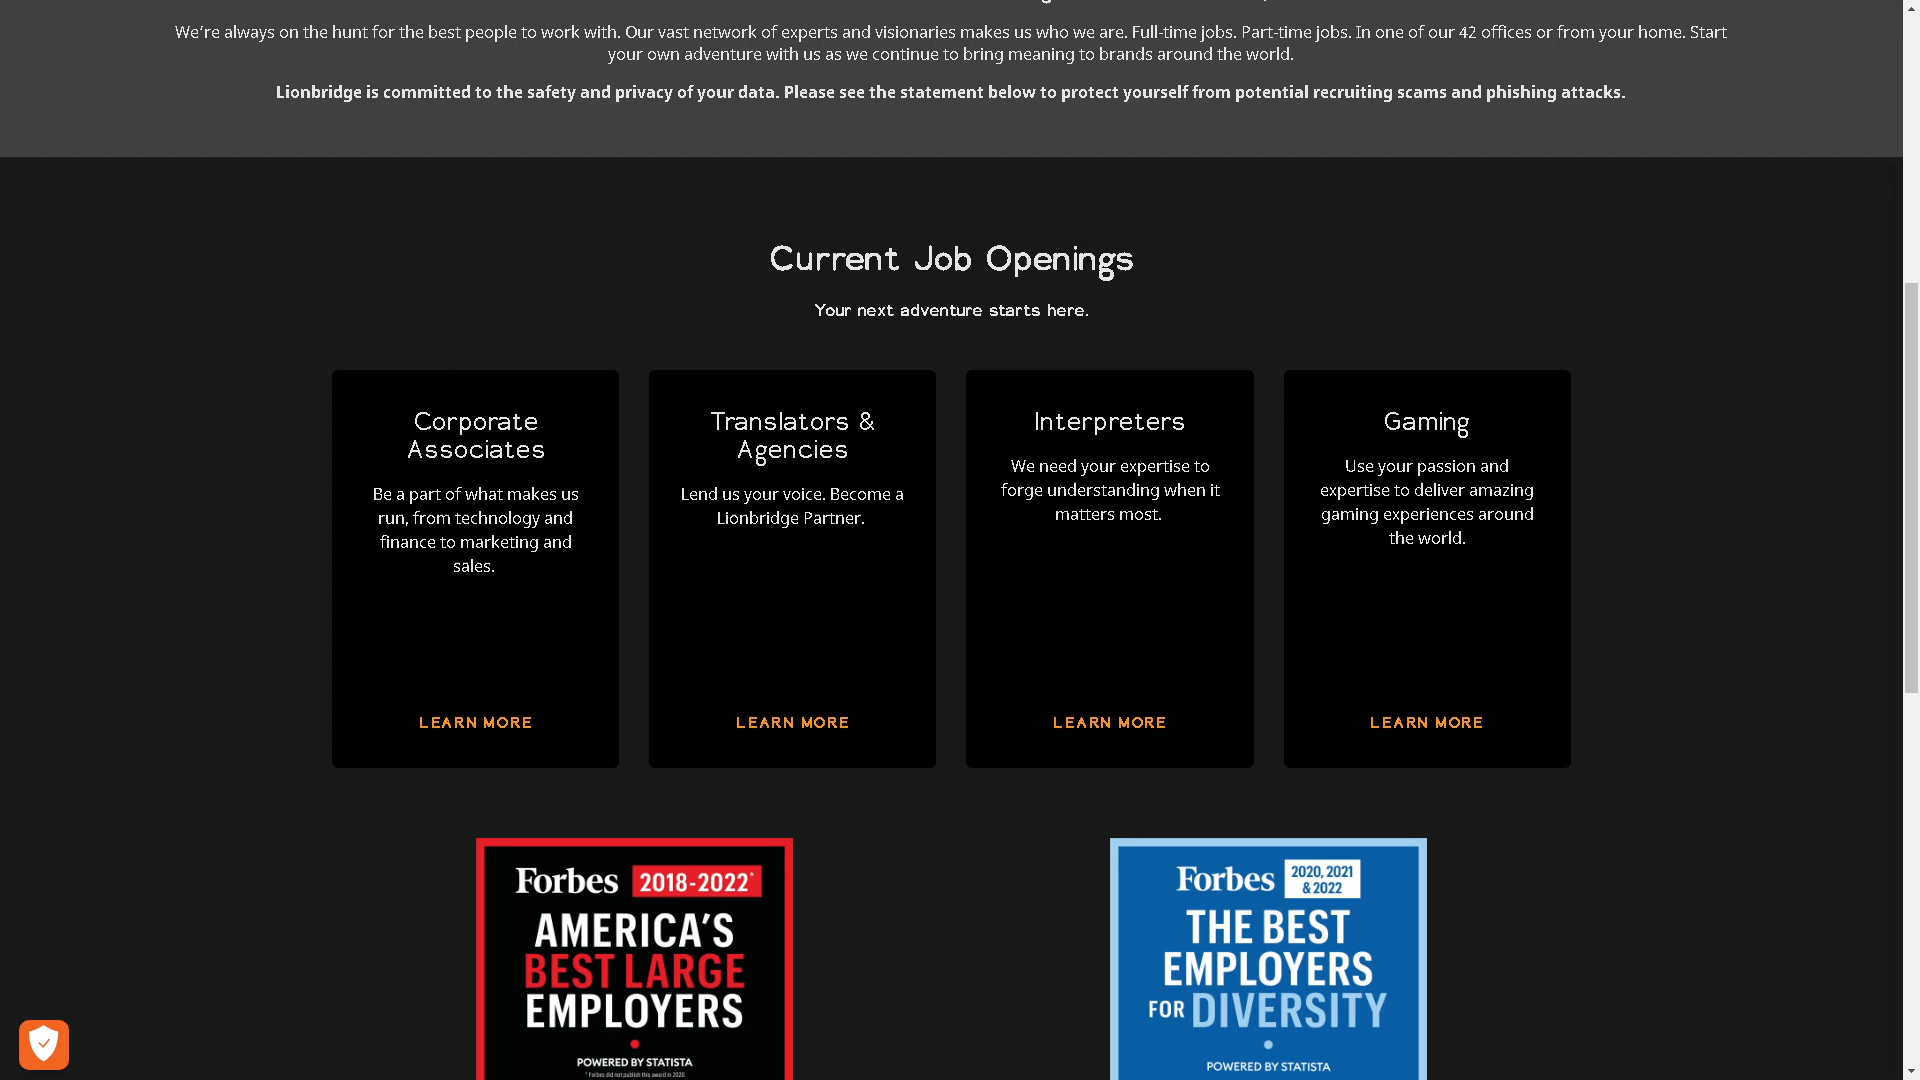 We’re always on the hunt for the best people to work with. Our vast network of experts and visionaries makes us who we are. Full-time jobs. Part-time jobs. In one of our 42 offices or from your home. Start
your own adventure with us as we continue to bring meaning to brands around the world.
Lionbridge is committed to the safety and privacy of your data. Please see the statement below to protect yourself from potential recruiting scams and phishing attacks.
Current Job Openings
Your next adventure starts here.
Corporate
Associates
Be a part of what makes us
run, from technology and
finance to marketing and
sales.
LEARN MORE
Translators &
Agencies
Lend us your voice. Become a
Lionbridge Partner.
LEARN MORE
Interpreters
We need your expertise to
forge understanding when it
matters most.
LEARN MORE
Gaming
Use your passion and
expertise to deliver amazing
gaming experiences around
the world.
LEARN MORE
Forbes 2018-2022*
AMERICA’S
BEST LARGE
EMPLOYERS
POWERED BY STATISTA
* Forbes did not publish this award in 2020
Forbes 2020, 2021
& 2022
THE BEST
EMPLOYERS
FOR DIVERSITY
POWERED BY STATISTA